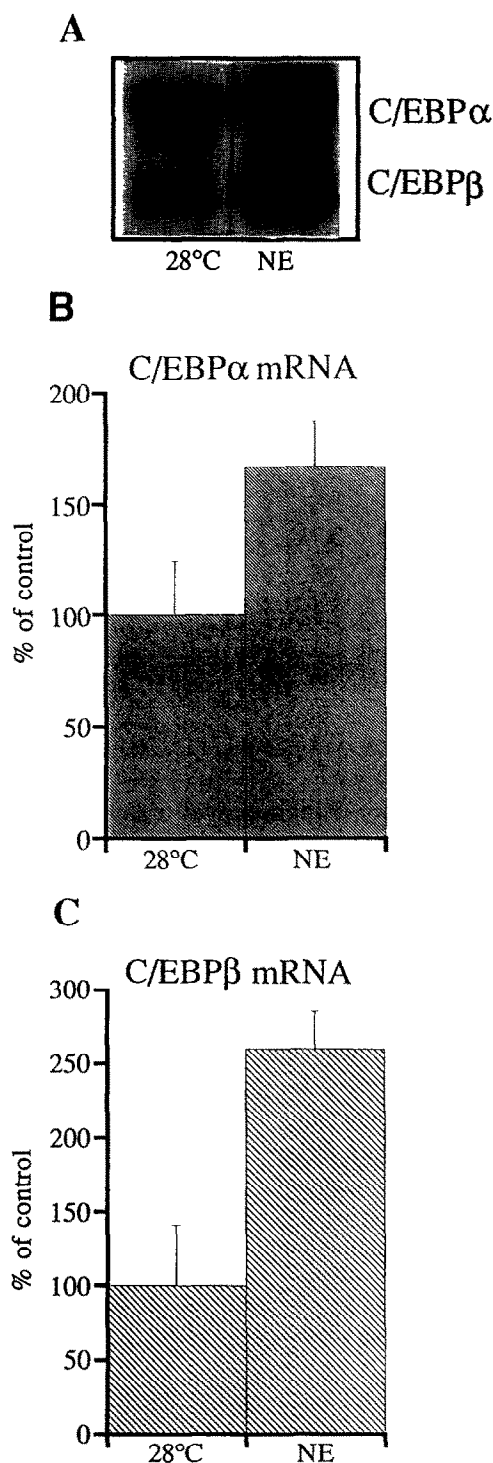 A
C/EBPα
C/EBPβ
28°C NE
B
C/EBPα mRNA
200
150
100
50
0
% of control
28°C NE
C
C/EBPβ mRNA
300
250
200
150
100
50
0
% of control
28°C NE